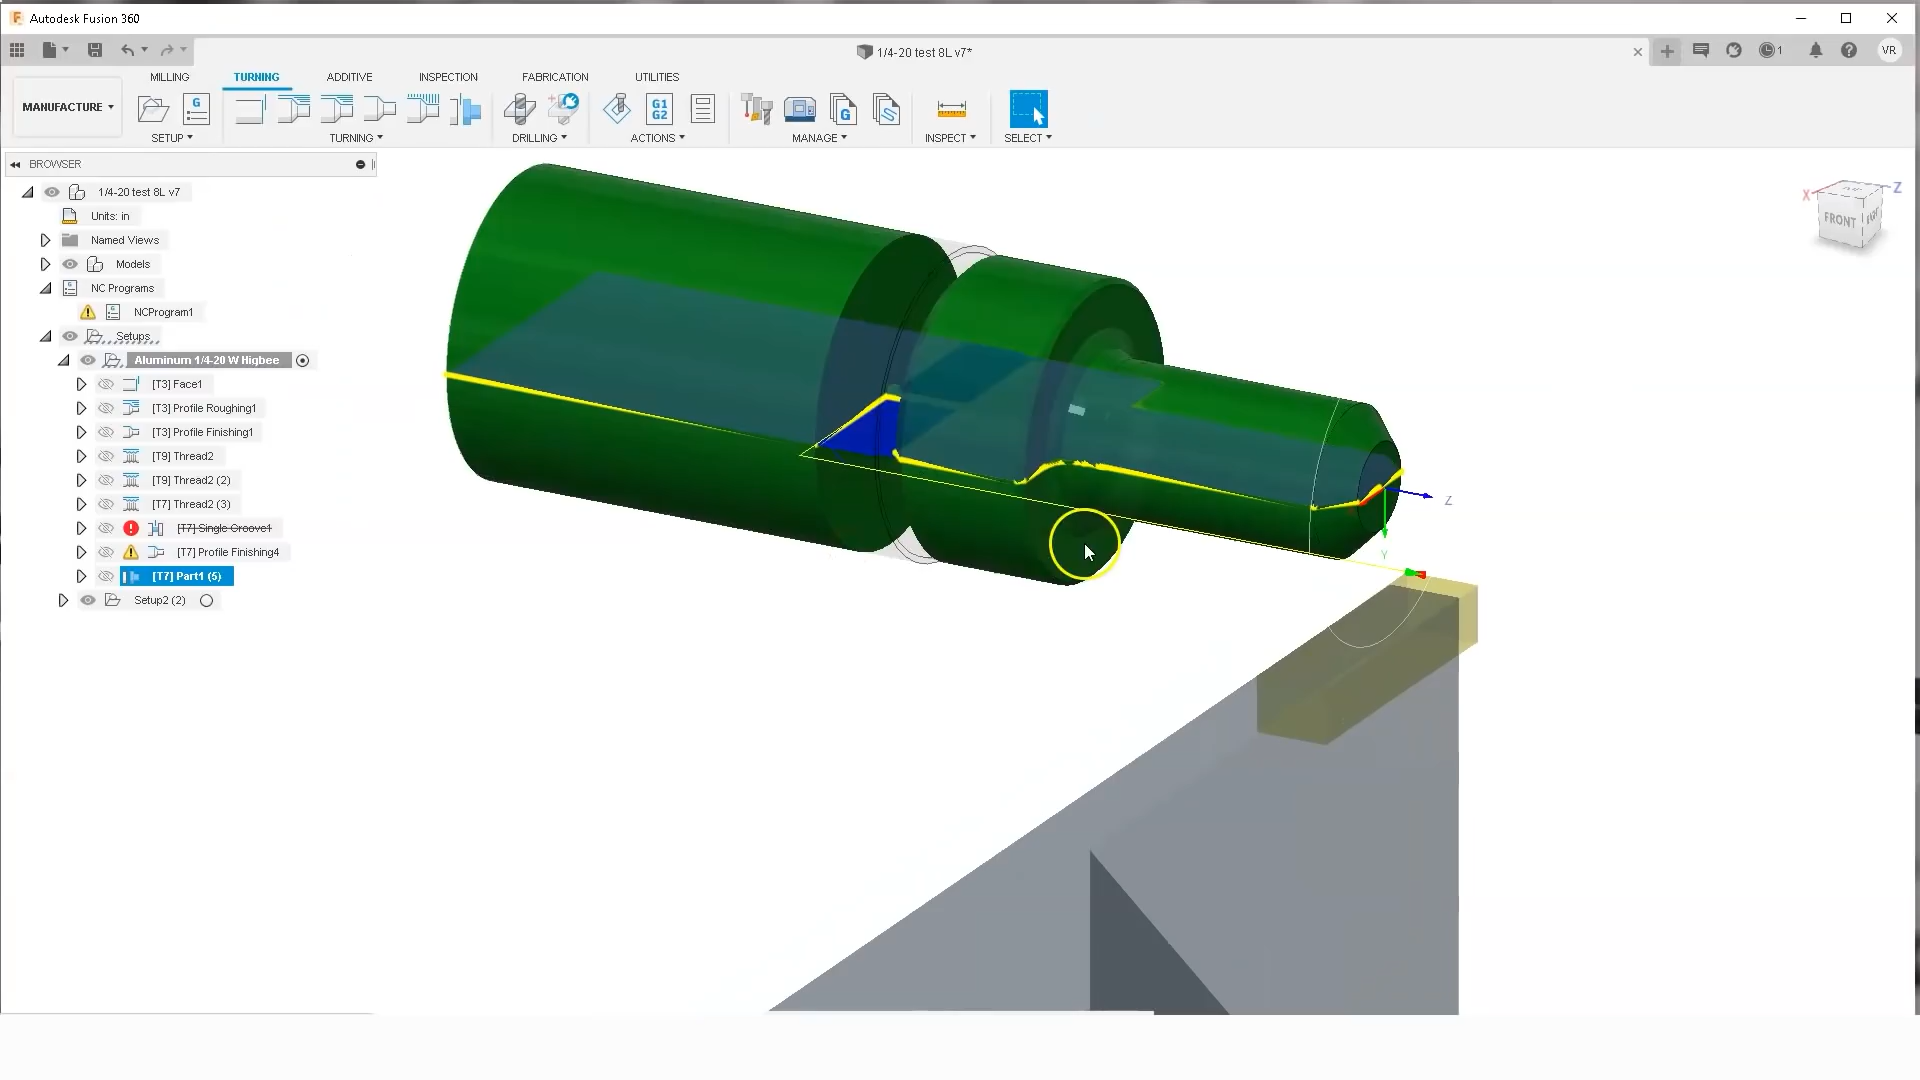 Autodesk Fusion 360
1/4-20 test 8L v7*
1
VR
MILLING TURNING ADDITIVE INSPECTION FABRICATION UTILITIES
MANUFACTURE
G
G1
G2
G
SETUP TURNING DRILLING ACTIONS MANAGE INSPECT SELECT
BROWSER
1/4-20 test 8L v7
Units: in
Named Views
Models
NC Programs
NCProgram1
Setups
Aluminum 1/4-20 W Higbee
[T3] Face1
[T3] Profile Roughing1
[T3] Profile Finishing1
[T9] Thread2
[T9] Thread2 (2)
[T7] Thread2 (3)
[T7] Single Groove1
[T7] Profile Finishing4
[T7] Part1 (5)
Setup2 (2)
X
Z
FRONT
Z
Y